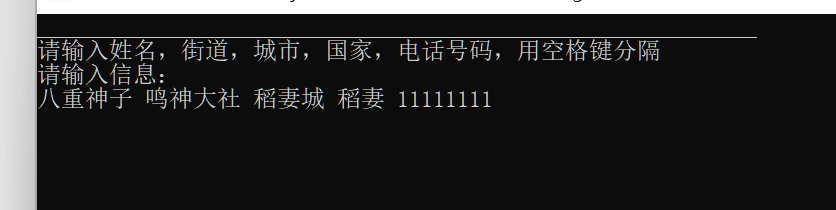 请输入姓名，街道，城市，国家，电话号码，用空格键分隔
请输入信息：
八重神子 鸣神大社 稻妻城 稻妻 11111111